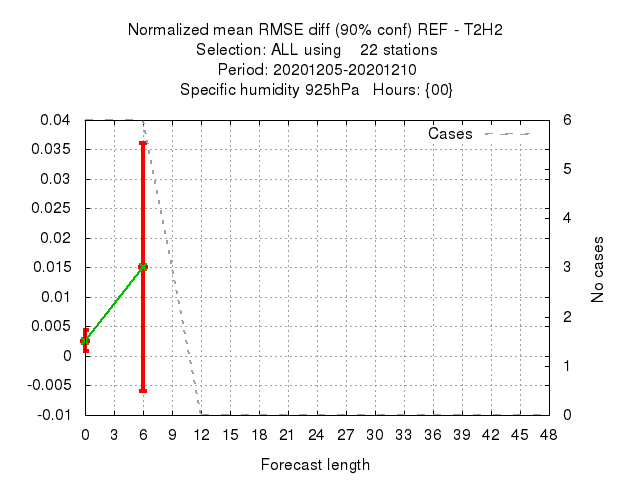 Normalized mean RMSE diff (90% conf) REF - T2H2
Selection: ALL using    22 stations
Period: 20201205-20201210
Specific humidity 925hPa   Hours: {00}
Cases
0.04
0.035
0.03
0.025
0.02
0.015
0.01
0.005
0
-0.005
-0.01
6
5
4
3
2
1
0
No cases
0 3 6 9 12 15 18 21 24 27 30 33 36 39 42 45 48
Forecast length